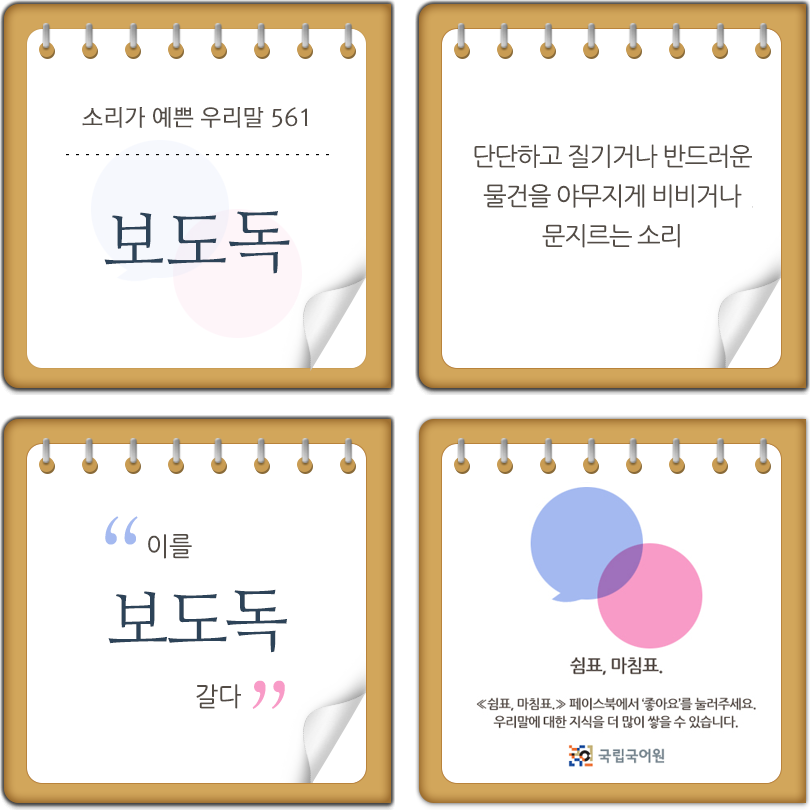 소리가 예쁜 우리말 561
보도독
단단하고 질기거나 반드러운
물건을 야무지게 비비거나
문지르는 소리
“ 이를
보도독
갈다 ”
쉼표, 마침표.
≪쉼표, 마침표.≫ 페이스북에서 ‘좋아요’를 눌러주세요.
우리말에 대한 지식을 더 많이 쌓을 수 있습니다.
국립국어원